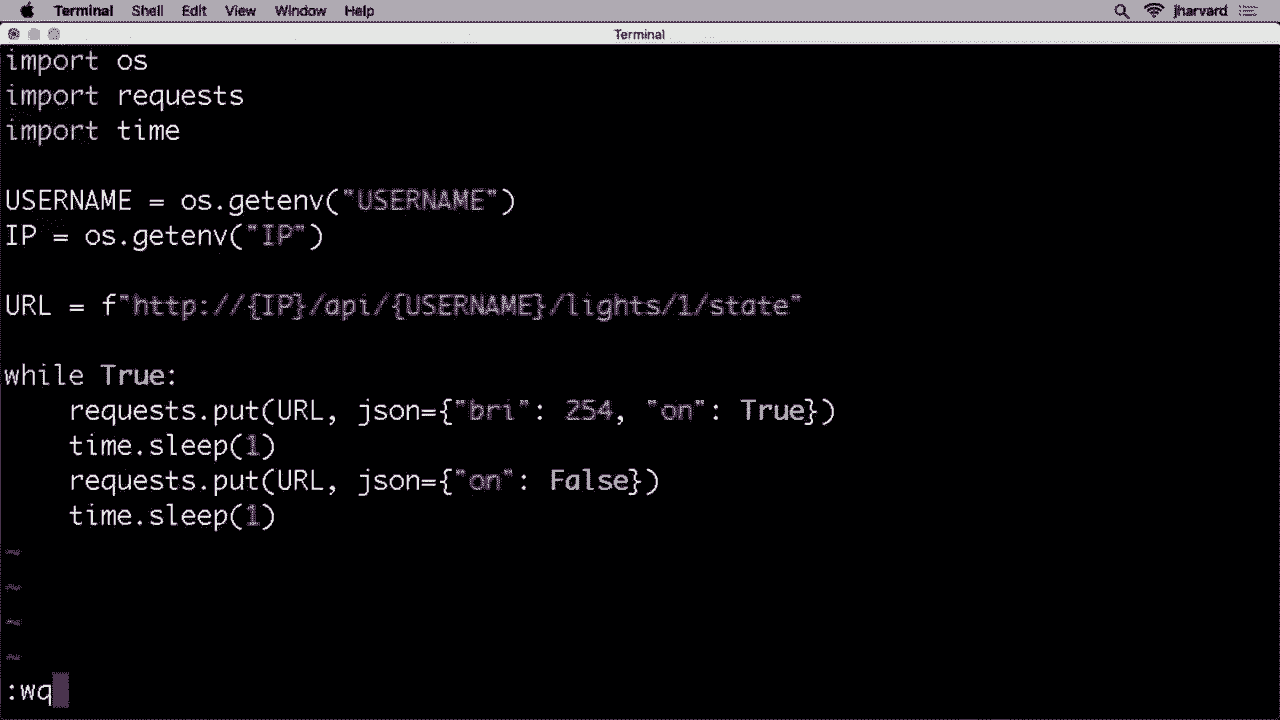 Terminal Shell Edit View Window Help jharvard
Terminal
import os
import requests
import time
USERNAME = os.getenv("USERNAME")
IP = os.getenv("IP")
URL = f"http://{IP}/api/{USERNAME}/lights/1/state"
while True:
    requests.put(URL, json={"bri": 254, "on": True})
    time.sleep(1)
    requests.put(URL, json={"on": False})
    time.sleep(1)
~
~
~
~
:wq